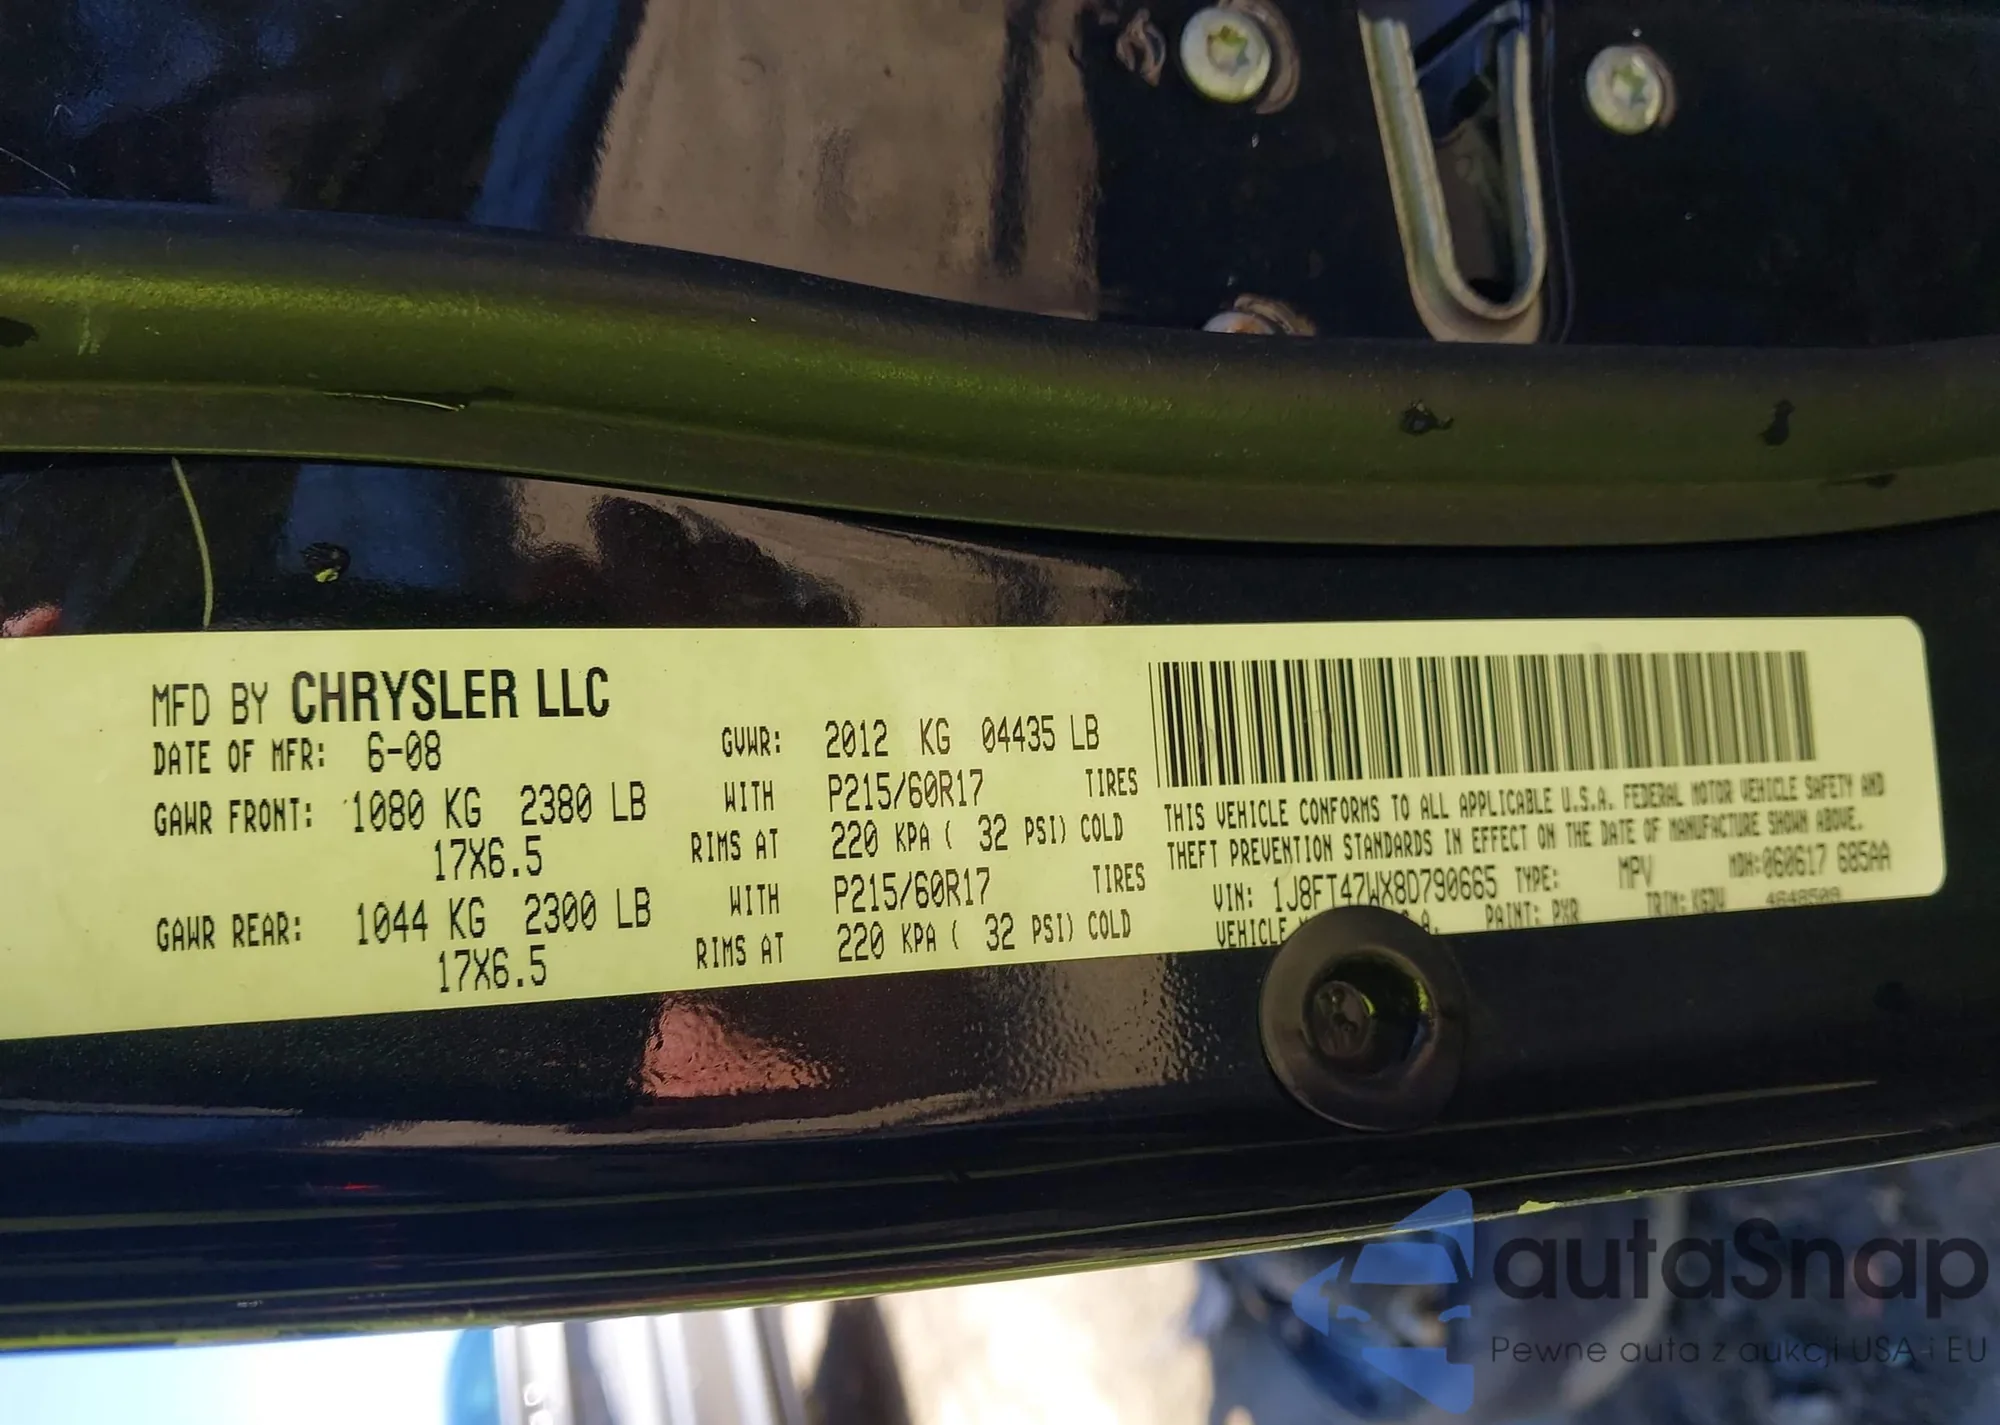 MFD BY CHRYSLER LLC
DATE OF MFR: 6-08
GVWR: 2012 KG 04435 LB
GAWR FRONT: 1080 KG 2380 LB
WITH P215/60R17 TIRES
17X6.5
RIMS AT 220 KPA ( 32 PSI) COLD
GAWR REAR: 1044 KG 2300 LB
WITH P215/60R17 TIRES
17X6.5
RIMS AT 220 KPA ( 32 PSI) COLD
THIS VEHICLE CONFORMS TO ALL APPLICABLE U.S.A. FEDERAL MOTOR VEHICLE SAFETY AND
THEFT PREVENTION STANDARDS IN EFFECT ON THE DATE OF MANUFACTURE SHOWN ABOVE.
VIN: 1J8FT47WX8D790665 TYPE: MPV MDH:060617 685AA
VEHICLE PAINT: PXR TRIM: KGDV
autaSnap
Pewne auta z aukcji USA i EU